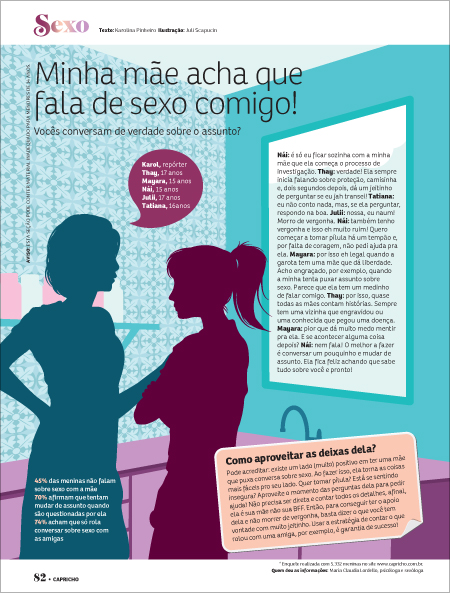 Sexo
Texto: Karolina Pinheiro Ilustração: Juli Scapucin
Minha mãe acha que
fala de sexo comigo!
Vocês conversam de verdade sobre o assunto?
Karol, repórter
Thay, 17 anos
Mayara, 15 anos
Nái, 15 anos
Julii, 17 anos
Tatiana, 16 anos
Nái: é só eu ficar sozinha com a minha
mãe que ela começa o processo de
investigação. Thay: verdade! Ela sempre
inicia falando sobre proteção, camisinha
e, dois segundos depois, dá um jeitinho
de perguntar se eu jah transei! Tatiana:
eu não conto nada, mas, se ela perguntar,
respondo na boa. Julii: nossa, eu naum!
Morro de vergonha. Nái: também tenho
vergonha e isso eh muito ruim! Quero
começar a tomar pílula há um tempão e,
por falta de coragem, não pedi ajuda pra
ela. Mayara: por isso eh legal quando a
garota tem uma mãe que dá liberdade.
Acho engraçado, por exemplo, quando
a minha tenta puxar assunto sobre
sexo. Parece que ela tem um medinho
de falar comigo. Thay: por isso, quase
todas as mães contam histórias. Sempre
tem uma vizinha que engravidou ou
uma conhecida que pegou uma doença.
Mayara: pior que dá muito medo mentir
pra ela. E se acontecer alguma coisa
depois? Nái: nem fala! O melhor a fazer
é conversar um pouquinho e mudar de
assunto. Ela fica feliz achando que sabe
tudo sobre você e pronto!
Como aproveitar as deixas dela?
Pode acreditar: existe um lado (muito) positivo em ter uma mãe
que puxa conversa sobre sexo. Ao fazer isso, ela torna as coisas
mais fáceis pro seu lado. Quer tomar pílula? Está se sentindo
insegura? Aproveite o momento das perguntas dela para pedir
ajuda! Não precisa ser direta e contar todos os detalhes, afinal,
ela é sua mãe não sua BFF. Então, para conseguir ter o apoio
dela e não morrer de vergonha, basta dizer o que você tem
vontade com muito jeitinho. Usar a estratégia de contar o que
rolou com uma amiga, por exemplo, é garantia de sucesso!
45% das meninas não falam
sobre sexo com a mãe
70% afirmam que tentam
mudar de assunto quando
são questionadas por ela
74% acham que só rola
conversar sobre sexo com
as amigas
82 • CAPRICHO
Quem deu as informações: Maria Claudia Lordello, psicóloga e sexóloga